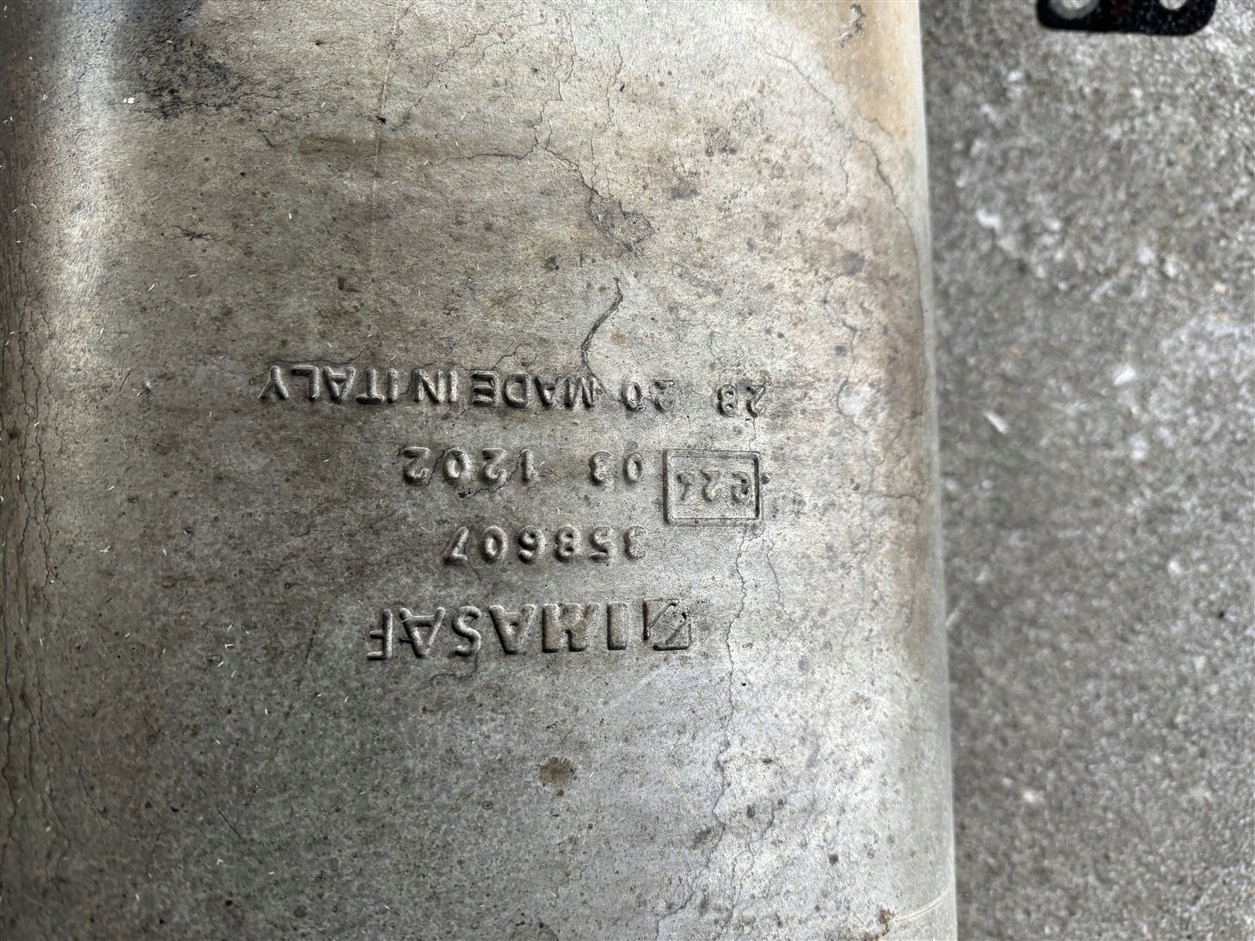 IMASAF
358607
e24 03 1202
28 20 MADE IN ITALY